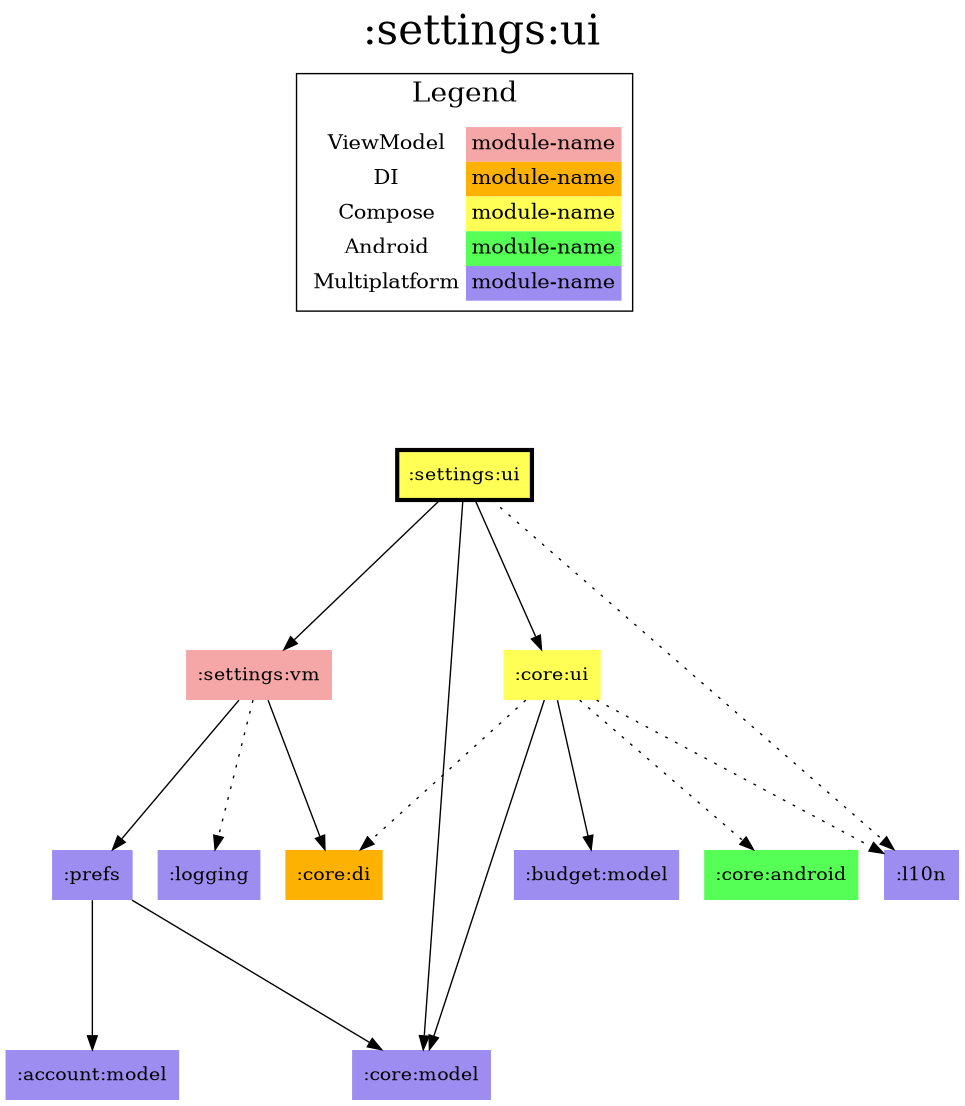 :settings:ui
Legend
ViewModel module-name
DI module-name
Compose module-name
Android module-name
Multiplatform module-name
:settings:ui
:settings:vm :core:ui
:prefs :logging :core:di :budget:model :core:android :l10n
:account:model :core:model